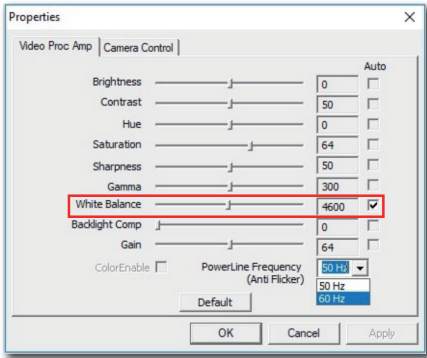 Properties
Video Proc Amp Camera Control
Auto
Brightness 0
Contrast 50
Hue 0
Saturation 64
Sharpness 50
Gamma 300
White Balance 4600
Backlight Comp 0
Gain 64
ColorEnable PowerLine Frequency 50 Hz
(Anti Flicker) 50 Hz
60 Hz
Default
OK Cancel Apply